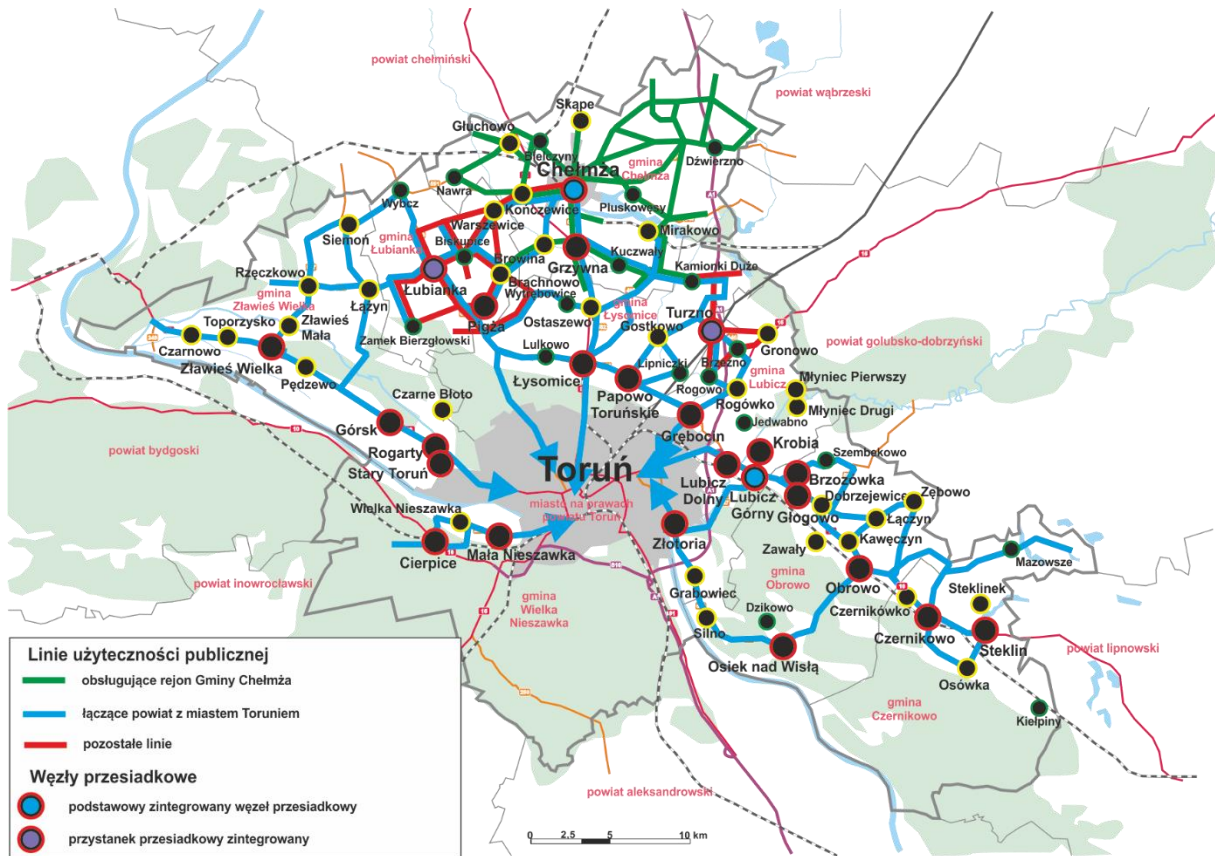 powiat chełmiński
powiat wąbrzeski
Skąpe
Głuchowo
Bielczyny
Chełmża
gmina
Chełmża
Dźwierzno
A1
Nawra
Wybcz
Kończewice
Pluskowęsy
Warszewice
Mirakowo
Siemoń
gmina
Łubianka
Biskupice
Browina
Grzywna
Kuczwały
Kamionki Duże
Rzęczkowo
Łubianka
Brachnowo
Wytrębowice
gmina
Zławieś Wielka
Łążyn
Pigża
Ostaszewo
gmina
Łysomice
Turzno
Toporzysko
Zławieś
Mała
Zamek Bierzgłowski
Gostkowo
Gronowo
powiat golubsko-dobrzyński
Czarnowo
Lulkowo
Lipniczki
Brzezno
Zławieś Wielka
Pędzewo
Łysomice
Papowo
Toruńskie
Rogowo
gmina
Lubicz
Młyniec Pierwszy
Rogówko
Czarne Błoto
Młyniec Drugi
Górsk
Grębocin
Jedwabno
powiat bydgoski
Krobia
Rogarty
Szembekowo
Stary Toruń
Toruń
Lubicz
Dolny
Brzozówka
miasto na prawach
powiatu Toruń
Lubicz
Górny
Dobrzejewice
Zębowo
Wielka Nieszawka
Głogowo
Łączyn
Złotoria
Zawały
Kawęczyn
Cierpice
Mała Nieszawka
Mazowsze
powiat inowrocławski
gmina
Obrowo
Obrowo
gmina
Wielka
Nieszawka
Grabowiec
Dzikowo
Czernikówko
Steklinek
Silno
Czernikowo
Steklin
Osiek nad Wisłą
powiat lipnowski
Osówka
gmina
Czernikowo
Kiełpiny
powiat aleksandrowski
0 2,5 5 10 km
Linie użyteczności publicznej
obsługujące rejon Gminy Chełmża
łączące powiat z miastem Toruniem
pozostałe linie
Węzły przesiadkowe
podstawowy zintegrowany węzeł przesiadkowy
przystanek przesiadkowy zintegrowany